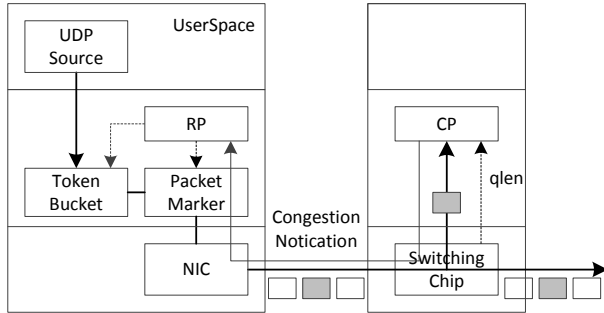 UserSpace
UDP
Source
RP
CP
Token
Bucket
Packet
Marker
qlen
Congestion
Notication
NIC
Switching
Chip